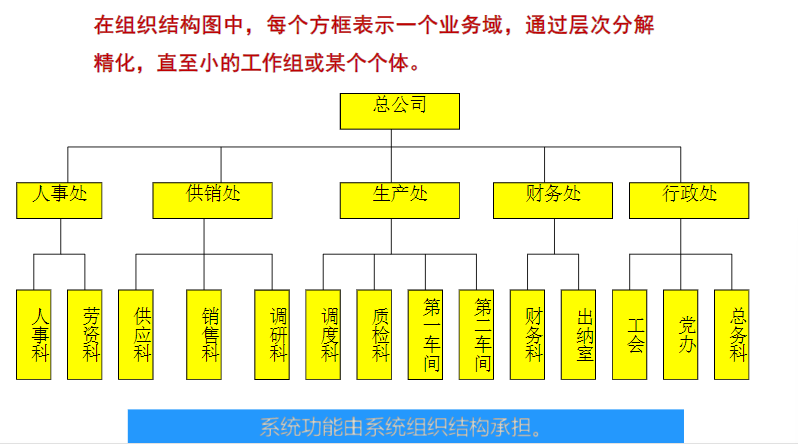 在组织结构图中，每个方框表示一个业务域，通过层次分解
精化，直至小的工作组或某个个体。
总公司
人事处
供销处
生产处
财务处
行政处
人事科
劳资科
供应科
销售科
调研科
调度科
质检科
第一车间
第二车间
财务科
出纳室
工会
党办
总务科
系统功能由系统组织结构承担。